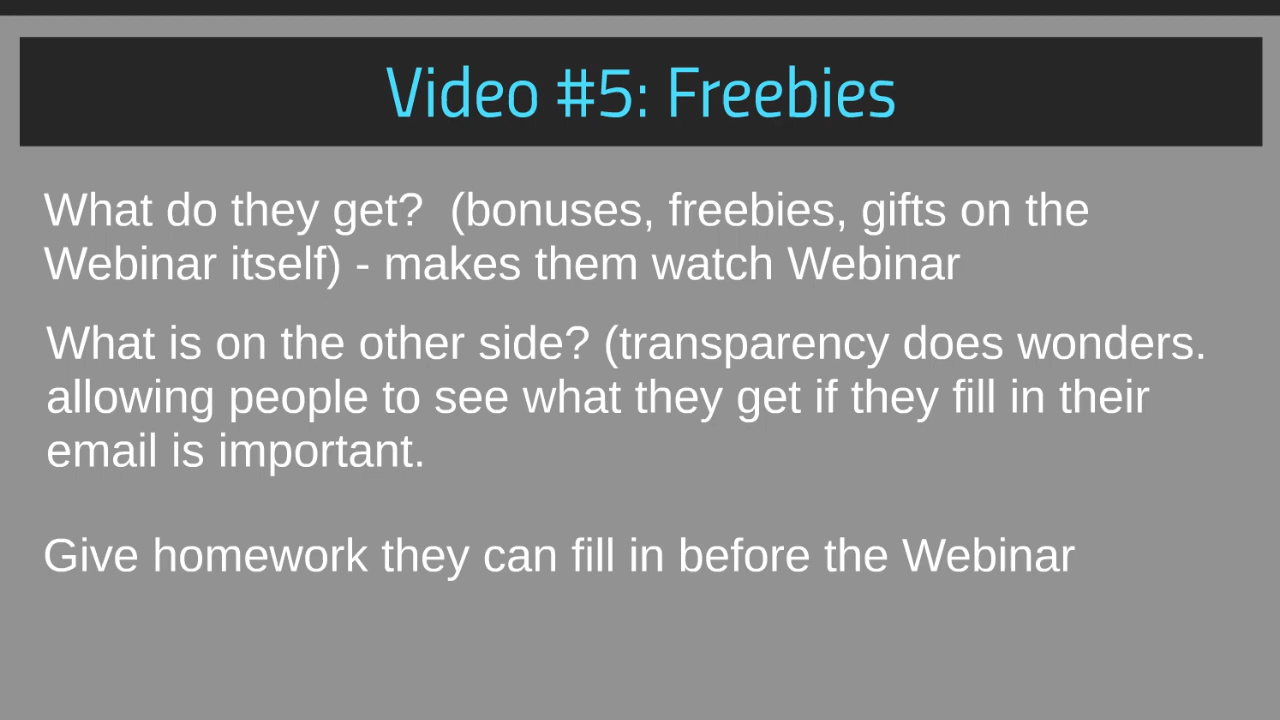 Video #5: Freebies
What do they get?  (bonuses, freebies, gifts on the
Webinar itself) - makes them watch Webinar
What is on the other side? (transparency does wonders.
allowing people to see what they get if they fill in their
email is important.
Give homework they can fill in before the Webinar